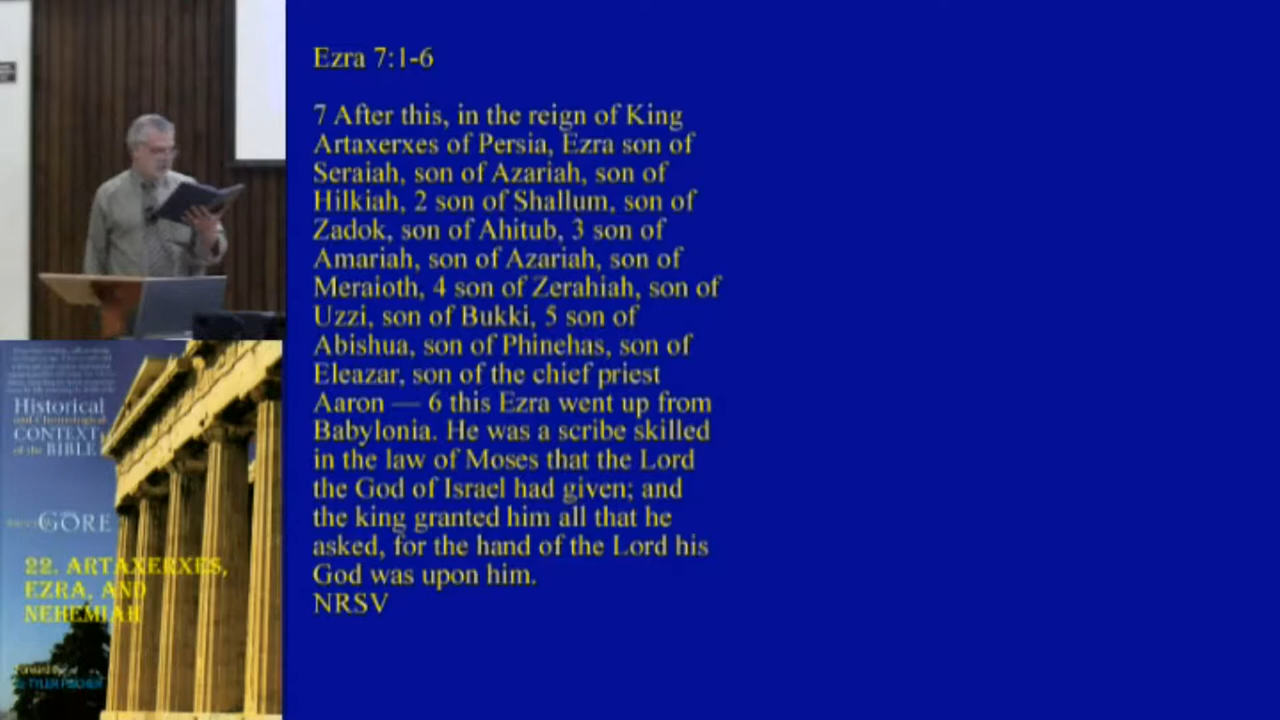 Ezra 7:1-6
7 After this, in the reign of King
Artaxerxes of Persia, Ezra son of
Seraiah, son of Azariah, son of
Hilkiah, 2 son of Shallum, son of
Zadok, son of Ahitub, 3 son of
Amariah, son of Azariah, son of
Meraioth, 4 son of Zerahiah, son of
Uzzi, son of Bukki, 5 son of
Abishua, son of Phinehas, son of
Eleazar, son of the chief priest
Aaron — 6 this Ezra went up from
Babylonia. He was a scribe skilled
in the law of Moses that the Lord
the God of Israel had given; and
the king granted him all that he
asked, for the hand of the Lord his
God was upon him.
NRSV
Historical
and Chronological
CONTEXT
of the BIBLE
GORE
22. ARTAXERXES,
EZRA, AND
NEHEMIAH